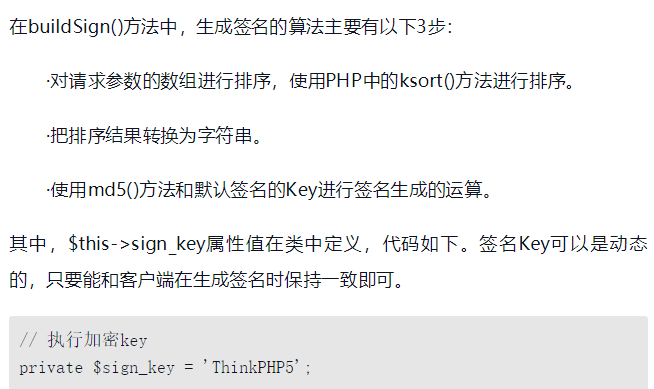 在buildSign()方法中，生成签名的算法主要有以下3步：
·对请求参数的数组进行排序，使用PHP中的ksort()方法进行排序。
·把排序结果转换为字符串。
·使用md5()方法和默认签名的Key进行签名生成的运算。
其中，$this->sign_key属性值在类中定义，代码如下。签名Key可以是动态
的，只要能和客户端在生成签名时保持一致即可。
// 执行加密key
private $sign_key = 'ThinkPHP5';